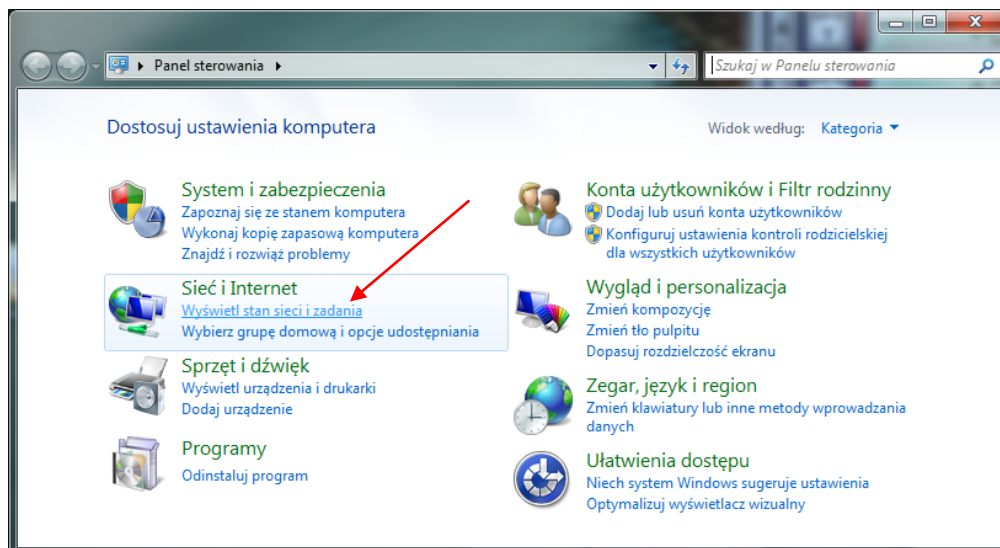 Panel sterowania
Szukaj w Panelu sterowania
Dostosuj ustawienia komputera
Widok według: Kategoria
System i zabezpieczenia
Zapoznaj się ze stanem komputera
Wykonaj kopię zapasową komputera
Znajdź i rozwiąż problemy
Sieć i Internet
Wyświetl stan sieci i zadania
Wybierz grupę domową i opcje udostępniania
Sprzęt i dźwięk
Wyświetl urządzenia i drukarki
Dodaj urządzenie
Programy
Odinstaluj program
Konta użytkowników i Filtr rodzinny
Dodaj lub usuń konta użytkowników
Konfiguruj ustawienia kontroli rodzicielskiej
dla wszystkich użytkowników
Wygląd i personalizacja
Zmień kompozycję
Zmień tło pulpitu
Dopasuj rozdzielczość ekranu
Zegar, język i region
Zmień klawiatury lub inne metody wprowadzania
danych
Ułatwienia dostępu
Niech system Windows sugeruje ustawienia
Optymalizuj wyświetlacz wizualny